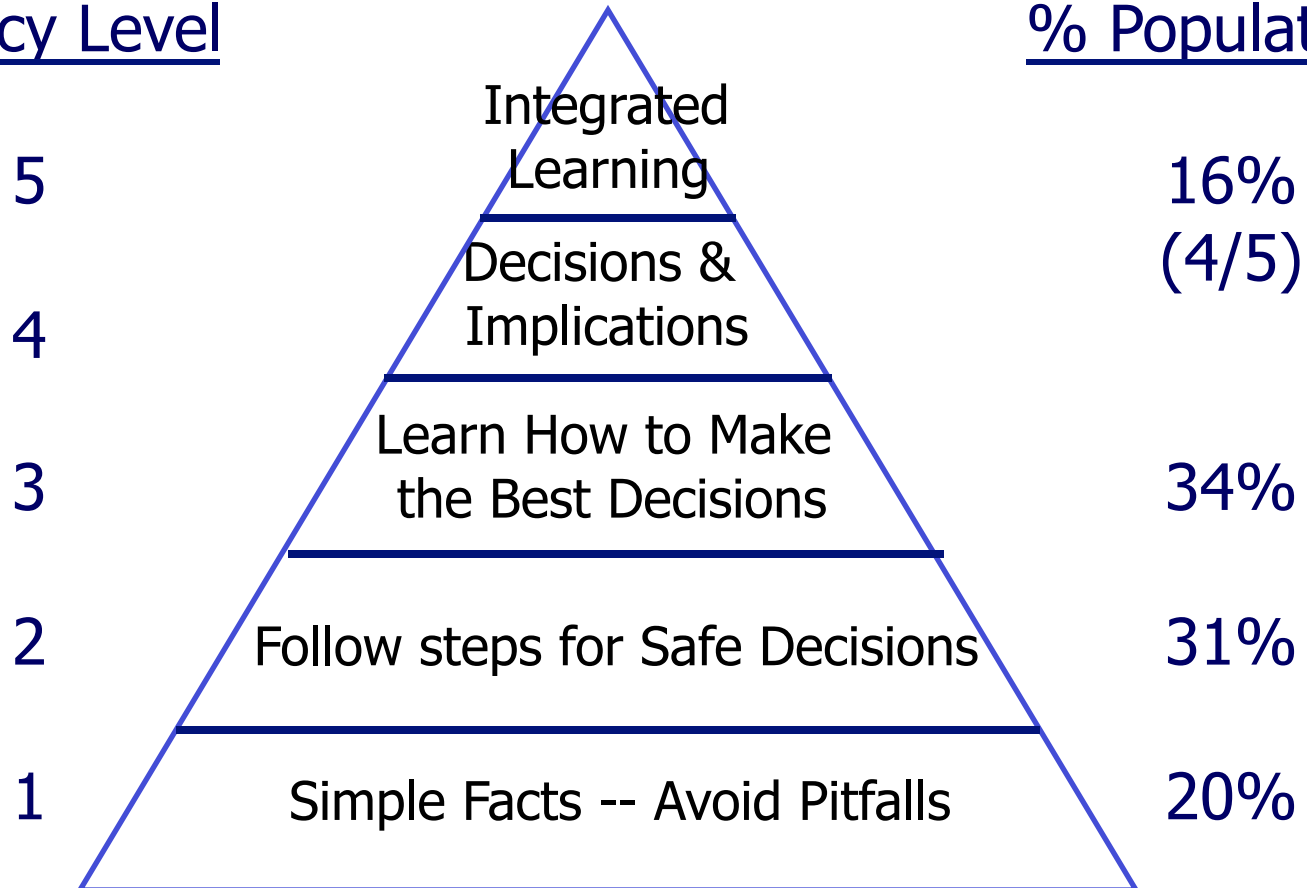 cy Level
% Populat
Integrated
Learning
5
16%
(4/5)
Decisions &
Implications
4
Learn How to Make
the Best Decisions
3
34%
2
Follow steps for Safe Decisions
31%
1
Simple Facts -- Avoid Pitfalls
20%